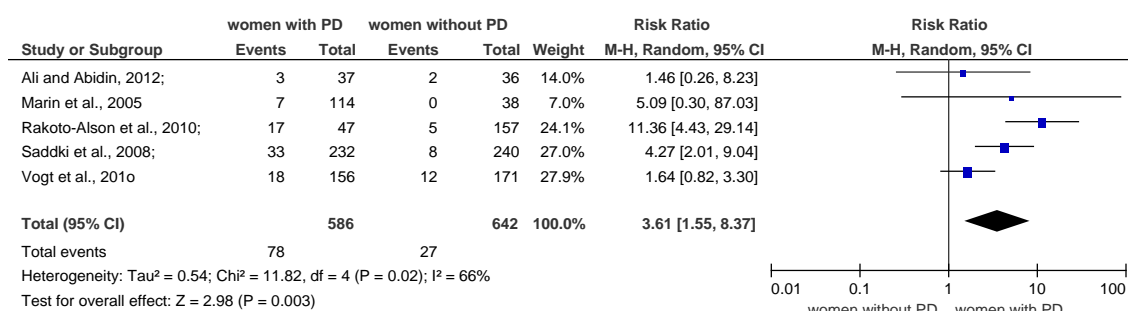 women with PD women without PD Risk Ratio Risk Ratio
Study or Subgroup Events Total Events Total Weight M-H, Random, 95% CI M-H, Random, 95% CI
Ali and Abidin, 2012; 3 37 2 36 14.0% 1.46 [0.26, 8.23]
Marin et al., 2005 7 114 0 38 7.0% 5.09 [0.30, 87.03]
Rakoto-Alson et al., 2010; 17 47 5 157 24.1% 11.36 [4.43, 29.14]
Saddki et al., 2008; 33 232 8 240 27.0% 4.27 [2.01, 9.04]
Vogt et al., 201o 18 156 12 171 27.9% 1.64 [0.82, 3.30]
Total (95% CI) 586 642 100.0% 3.61 [1.55, 8.37]
Total events 78 27
Heterogeneity: Tau² = 0.54; Chi² = 11.82, df = 4 (P = 0.02); I² = 66%
Test for overall effect: Z = 2.98 (P = 0.003)
0.01 0.1 1 10 100
women without PD women with PD